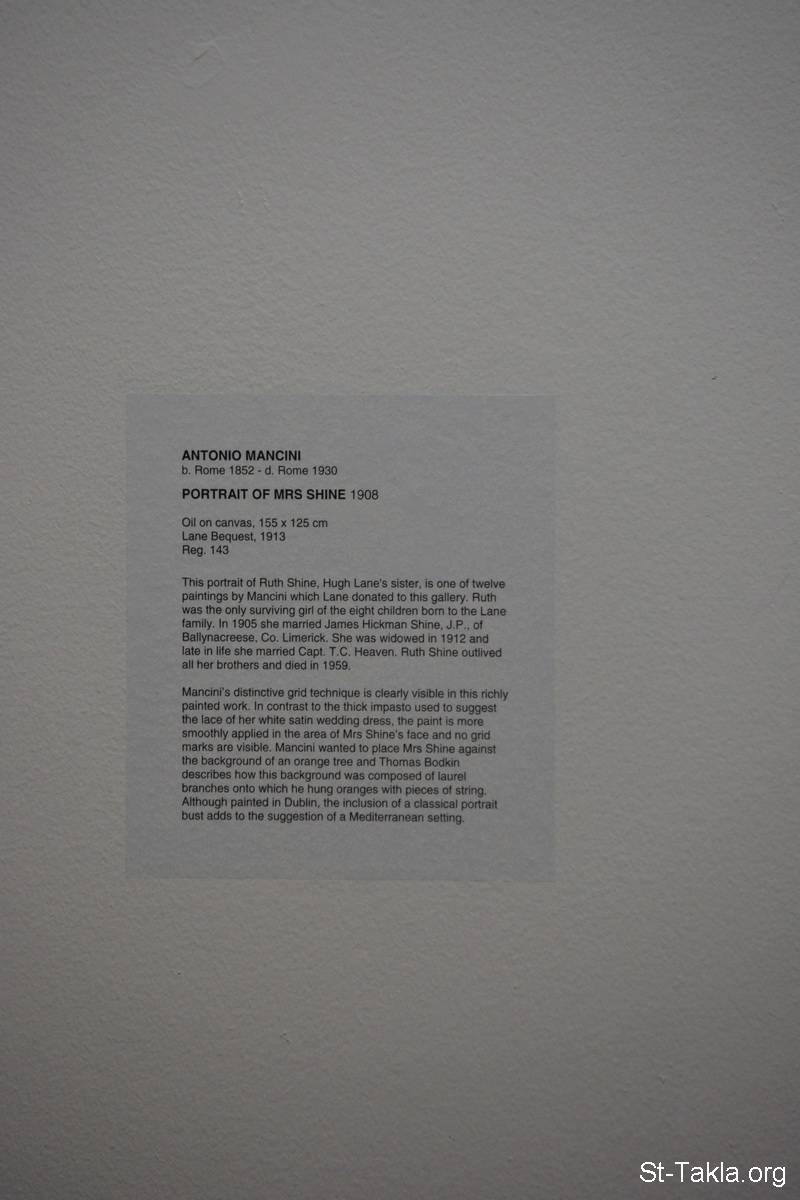 ANTONIO MANCINI
b. Rome 1852 - d. Rome 1930
PORTRAIT OF MRS SHINE 1908
Oil on canvas, 155 x 125 cm
Lane Bequest, 1913
Reg. 143
This portrait of Ruth Shine, Hugh Lane's sister, is one of twelve
paintings by Mancini which Lane donated to this gallery. Ruth
was the only surviving girl of the eight children born to the Lane
family. In 1905 she married James Hickman Shine, J.P., of
Ballynacreese, Co. Limerick. She was widowed in 1912 and
late in life she married Capt. T.C. Heaven. Ruth Shine outlived
all her brothers and died in 1959.
Mancini's distinctive grid technique is clearly visible in this richly
painted work. In contrast to the thick impasto used to suggest
the lace of her white satin wedding dress, the paint is more
smoothly applied in the area of Mrs Shine's face and no grid
marks are visible. Mancini wanted to place Mrs Shine against
the background of an orange tree and Thomas Bodkin
describes how this background was composed of laurel
branches onto which he hung oranges with pieces of string.
Although painted in Dublin, the inclusion of a classical portrait
bust adds to the suggestion of a Mediterranean setting.
St-Takla.org